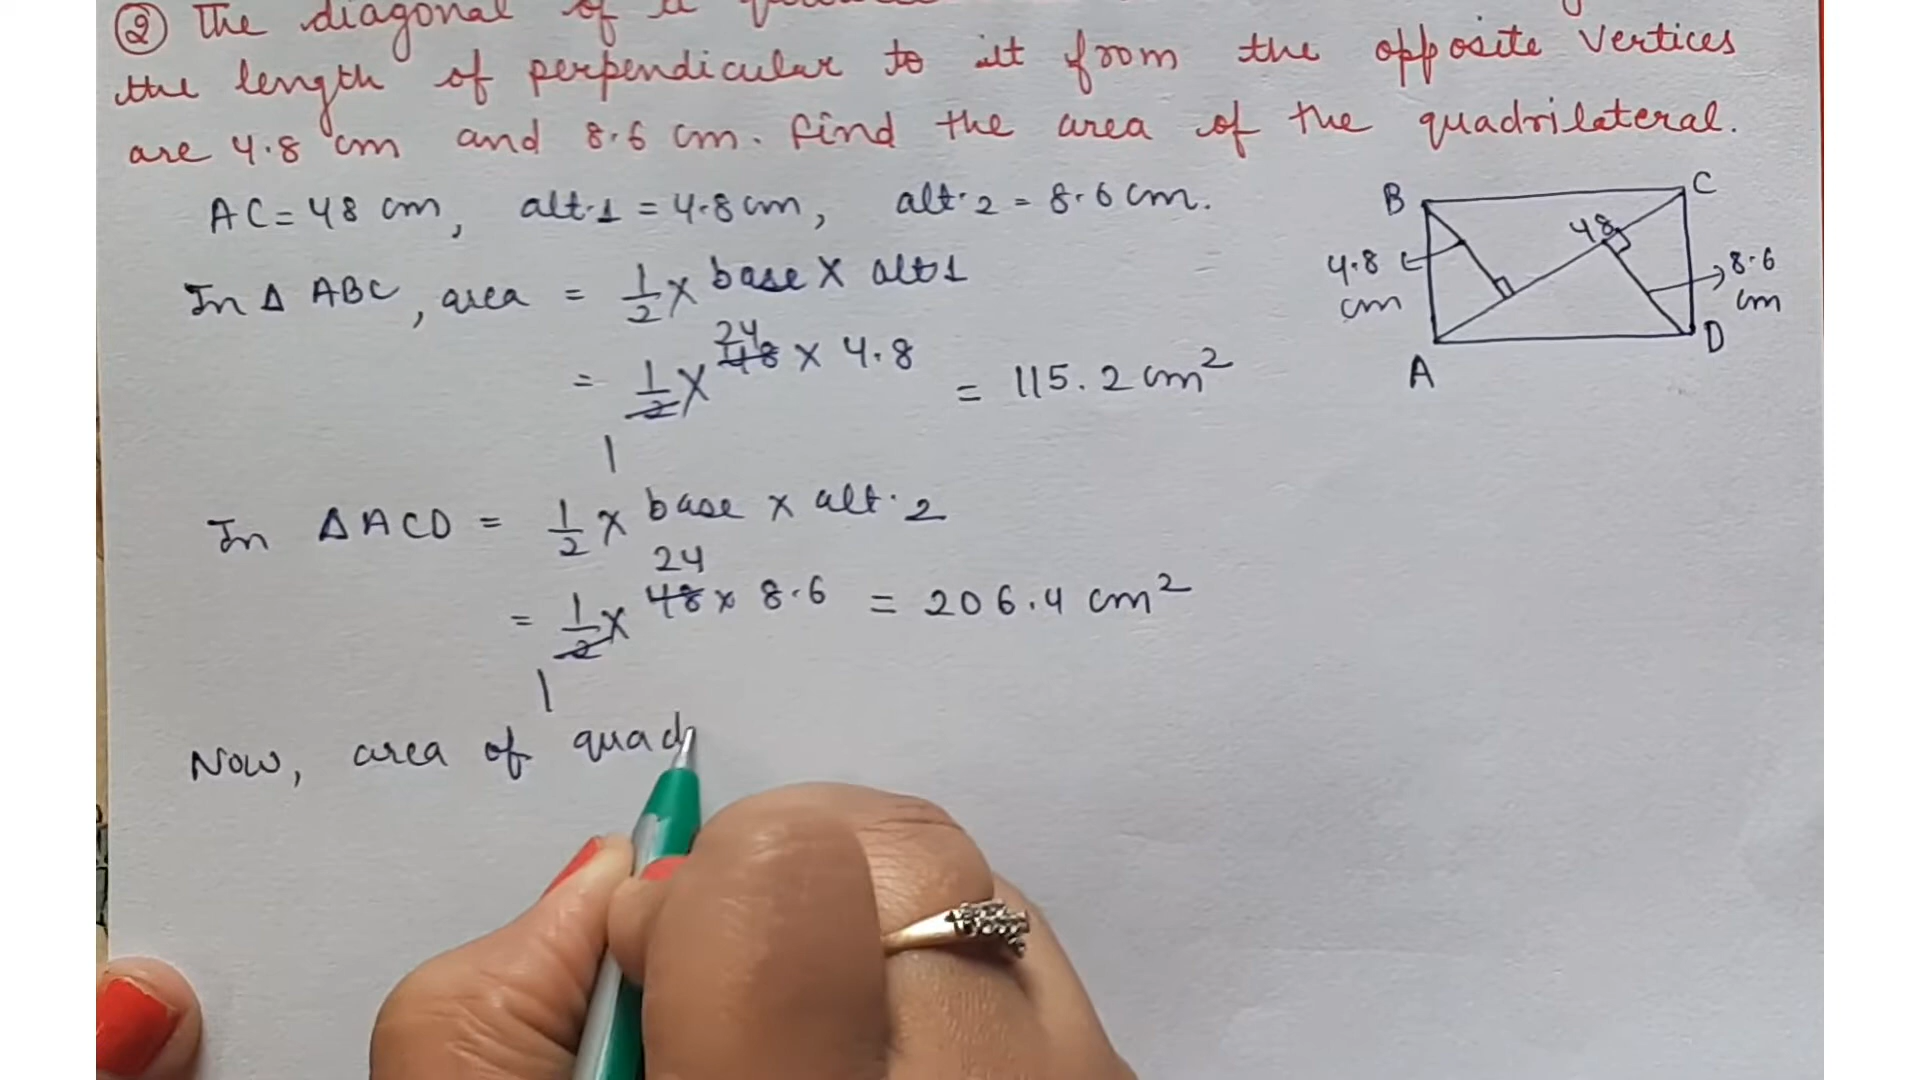 ② The diagonal of a
the length of perpendicular to it from the opposite vertices
are 4.8 cm and 8.6 cm. Find the area of the quadrilateral.
AC = 48 cm, alt.1 = 4.8 cm, alt.2 = 8.6 cm.
In Δ ABC, area = 1/2 × base × alt1
= 1/2 × 48 × 4.8 = 115.2 cm²
24
1
In ΔACD = 1/2 × base × alt.2
24
= 1/2 × 48 × 8.6 = 206.4 cm²
1
Now, area of quad
B
C
48
4.8
cm
8.6
cm
D
A